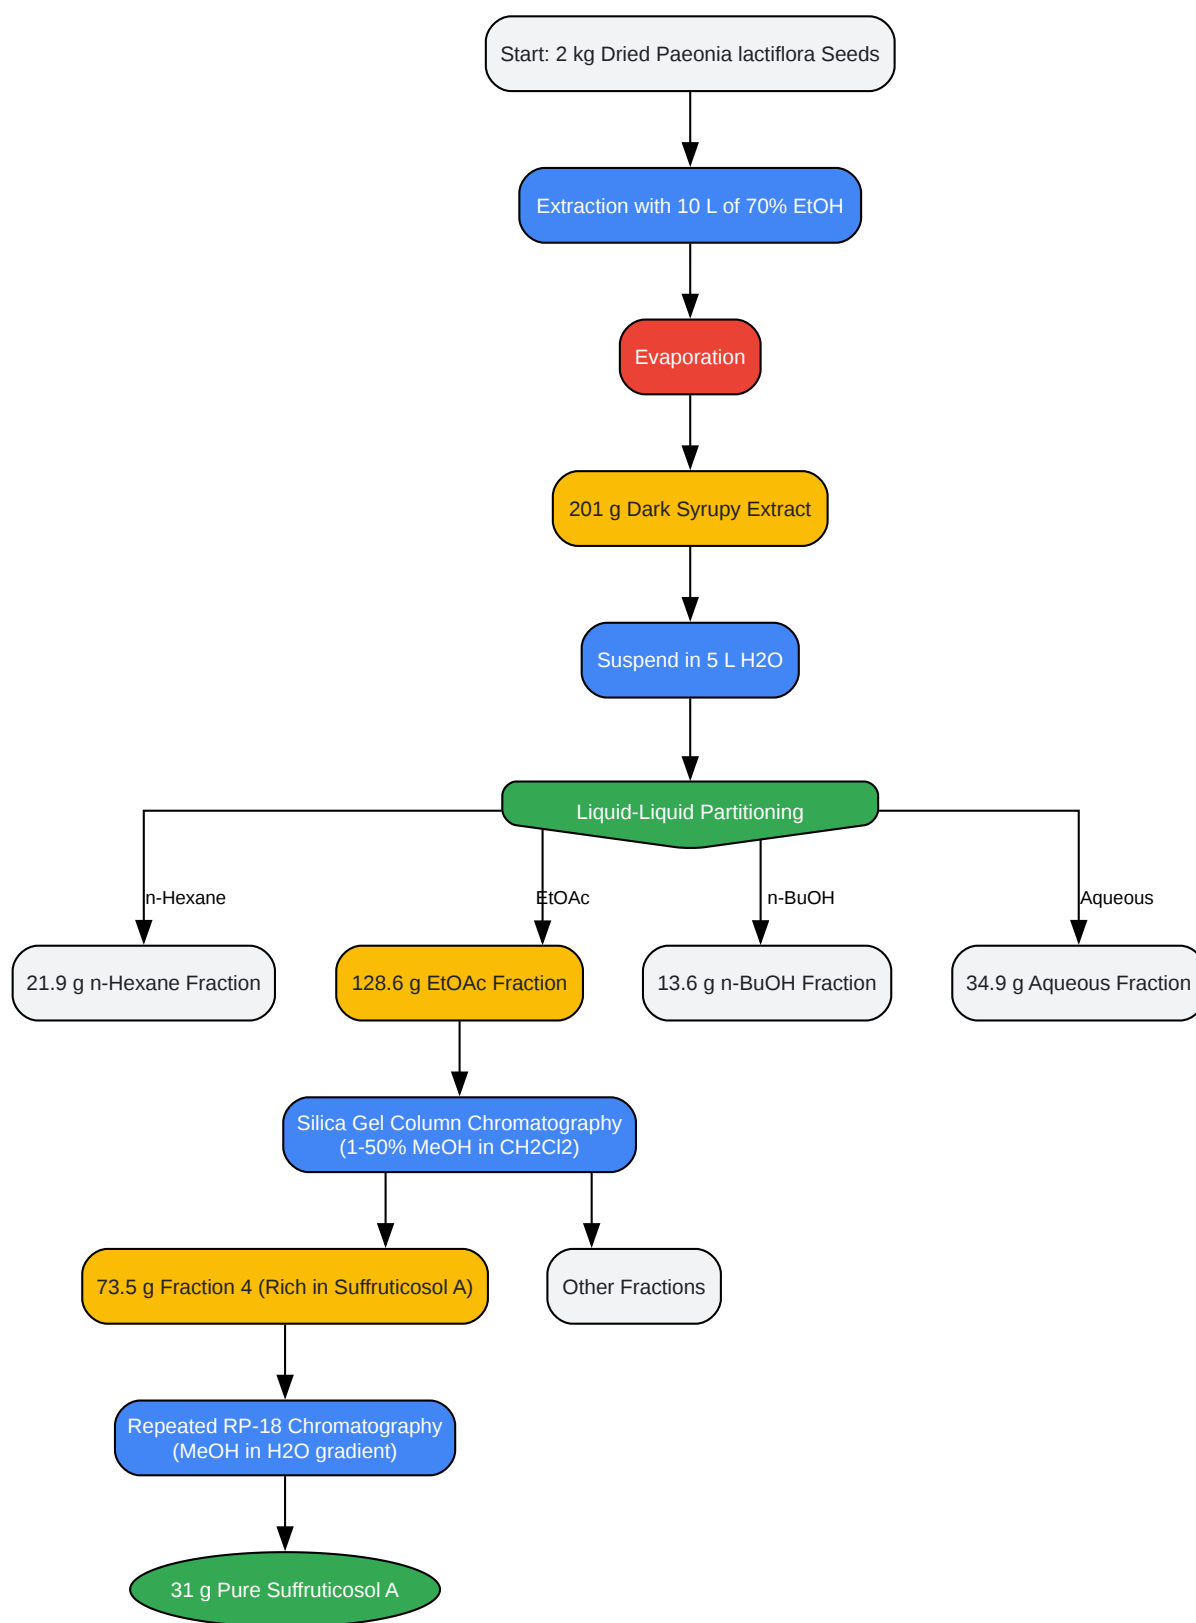 Start: 2 kg Dried Paeonia lactiflora Seeds
Extraction with 10 L of 70% EtOH
Evaporation
201 g Dark Syrupy Extract
Suspend in 5 L H2O
Liquid-Liquid Partitioning
n-Hexane
EtOAc
n-BuOH
Aqueous
21.9 g n-Hexane Fraction
128.6 g EtOAc Fraction
13.6 g n-BuOH Fraction
34.9 g Aqueous Fraction
Silica Gel Column Chromatography
(1-50% MeOH in CH2Cl2)
73.5 g Fraction 4 (Rich in Suffruticosol A)
Other Fractions
Repeated RP-18 Chromatography
(MeOH in H2O gradient)
31 g Pure Suffruticosol A